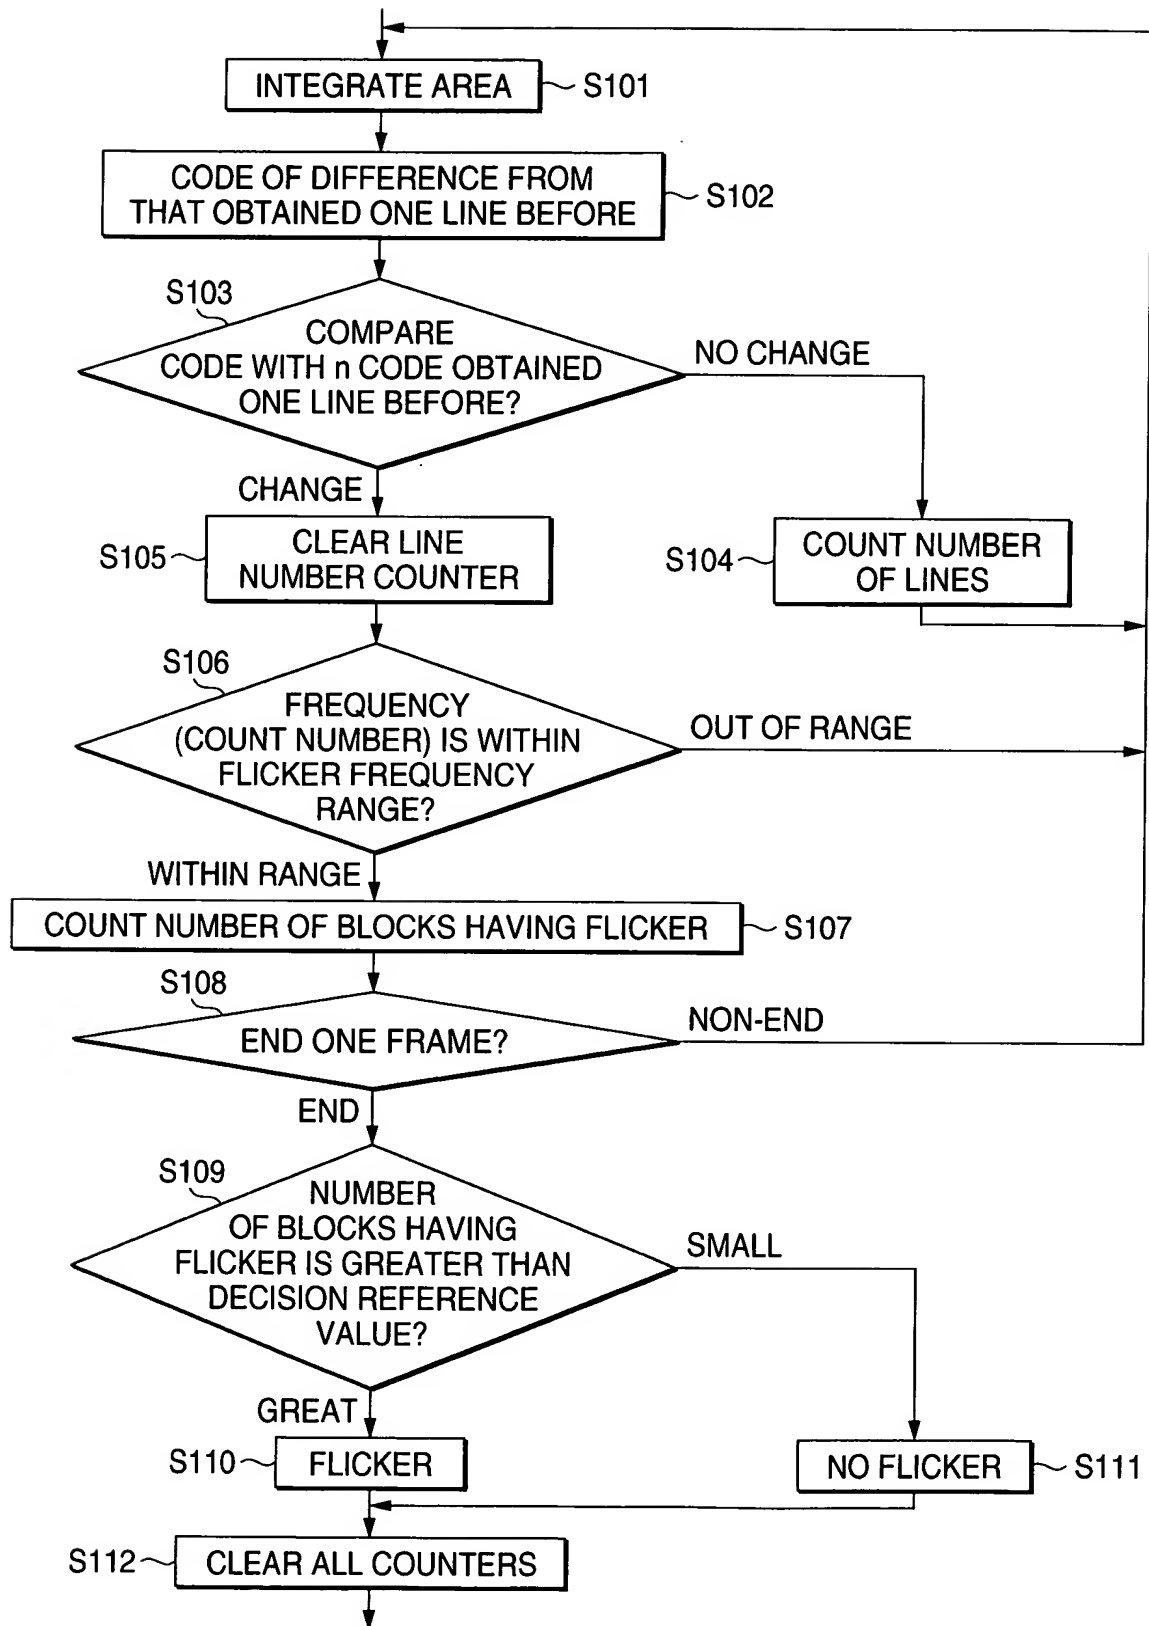 INTEGRATE AREA
S101
CODE OF DIFFERENCE FROM
THAT OBTAINED ONE LINE BEFORE
S102
S103
COMPARE
CODE WITH n CODE OBTAINED
ONE LINE BEFORE?
NO CHANGE
CHANGE
S105
CLEAR LINE
NUMBER COUNTER
S104
COUNT NUMBER
OF LINES
S106
FREQUENCY
(COUNT NUMBER) IS WITHIN
FLICKER FREQUENCY
RANGE?
OUT OF RANGE
WITHIN RANGE
COUNT NUMBER OF BLOCKS HAVING FLICKER
S107
S108
END ONE FRAME?
NON-END
END
S109
NUMBER
OF BLOCKS HAVING
FLICKER IS GREATER THAN
DECISION REFERENCE
VALUE?
SMALL
GREAT
S110
FLICKER
NO FLICKER
S111
S112
CLEAR ALL COUNTERS